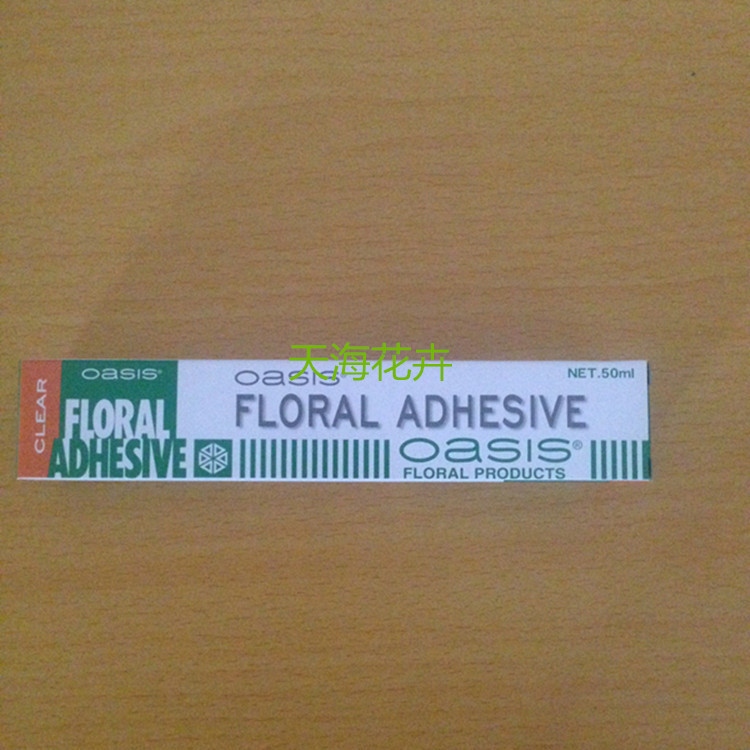 天海花卉
CLEAR
oasis®
FLORAL
ADHESIVE
oasis®
FLORAL ADHESIVE
NET.50ml
oasis®
FLORAL PRODUCTS